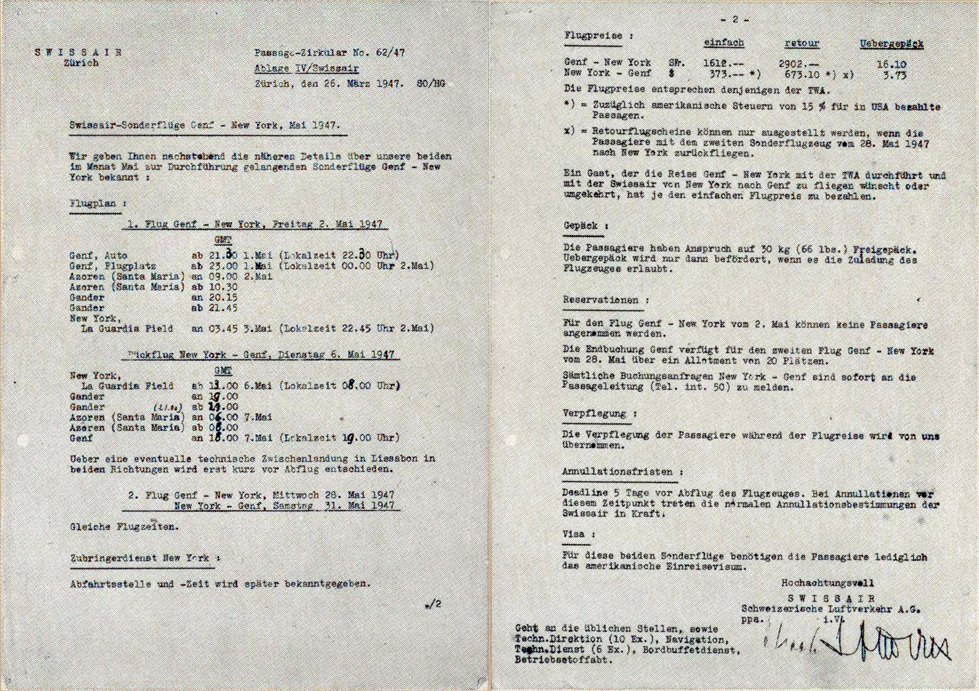 SWISSAIR
Zürich
Passage-Zirkular No. 62/47
Ablage IV/Swissair
Zürich, den 26. März 1947. SO/HG
Swissair-Sonderflüge Genf - New York, Mai 1947.
Wir geben Ihnen nachstehend die näheren Details über unsere beiden
im Monat Mai zur Durchführung gelangenden Sonderflüge Genf - New
York bekannt :
Flugplan :
1. Flug Genf - New York, Freitag 2. Mai 1947
GMT
Genf, Auto ab 21.30 1.Mai (Lokalzeit 22.30 Uhr)
Genf, Flugplatz ab 23.00 1.Mai (Lokalzeit 00.00 Uhr 2.Mai)
Azoren (Santa Maria) an 09.00 2.Mai
Azoren (Santa Maria) ab 10.30
Gander an 20.15
Gander ab 21.45
New York,
La Guardia Field an 03.45 3.Mai (Lokalzeit 22.45 Uhr 2.Mai)
Rückflug New York - Genf, Dienstag 6. Mai 1947
GMT
New York,
La Guardia Field ab 13.00 6.Mai (Lokalzeit 08.00 Uhr)
Gander an 19.00
Gander ab 21.00
Azoren (Santa Maria) an 06.00 7.Mai
Azoren (Santa Maria) ab 08.00
Genf an 18.00 7.Mai (Lokalzeit 19.00 Uhr)
Ueber eine eventuelle technische Zwischenlandung in Lissabon in
beiden Richtungen wird erst kurz vor Abflug entschieden.
2. Flug Genf - New York, Mittwoch 28. Mai 1947
New York - Genf, Samstag 31. Mai 1947
Gleiche Flugzeiten.
Zubringerdienst New York :
Abfahrtsstelle und -Zeit wird später bekanntgegeben.
./2
- 2 -
Flugpreise :
einfach retour Uebergepäck
Genf - New York SFr. 1612.-- 2902.-- 16.10
New York - Genf $ 373.-- *) 673.10 *) x) 3.73
Die Flugpreise entsprechen denjenigen der TWA.
*) = Zuzüglich amerikanische Steuern von 15 % für in USA bezahlte
Passagen.
x) = Retourflugscheine können nur ausgestellt werden, wenn die
Passagiere mit dem zweiten Sonderflugzeug vom 28. Mai 1947
nach New York zurückfliegen.
Ein Gast, der die Reise Genf - New York mit der TWA durchführt und
mit der Swissair von New York nach Genf zu fliegen wünscht oder
umgekehrt, hat je den einfachen Flugpreis zu bezahlen.
Gepäck :
Die Passagiere haben Anspruch auf 30 kg (66 lbs.) Freigepäck.
Uebergepäck wird nur dann befördert, wenn es die Zuladung des
Flugzeuges erlaubt.
Reservationen :
Für den Flug Genf - New York vom 2. Mai können keine Passagiere
angenommen werden.
Die Endbuchung Genf verfügt für den zweiten Flug Genf - New York
vom 28. Mai über ein Allotment von 20 Plätzen.
Sämtliche Buchungsanfragen New York - Genf sind sofort an die
Passageleitung (Tel. int. 50) zu melden.
Verpflegung :
Die Verpflegung der Passagiere während der Flugreise wird von uns
übernommen.
Annullationsfristen :
Deadline 5 Tage vor Abflug des Flugzeuges. Bei Annullationen vor
diesem Zeitpunkt treten die normalen Annullationsbestimmungen der
Swissair in Kraft.
Visa :
Für diese beiden Sonderflüge benötigen die Passagiere lediglich
das amerikanische Einreisevisum.
Hochachtungsvoll
SWISSAIR
Schweizerische Luftverkehr A.G.
ppa. i.V.
Geht an die üblichen Stellen, sowie
Techn.Direktion (10 Ex.), Navigation,
Techn.Dienst (6 Ex.), Bordbuffetdienst,
Betriebsstoffabt.